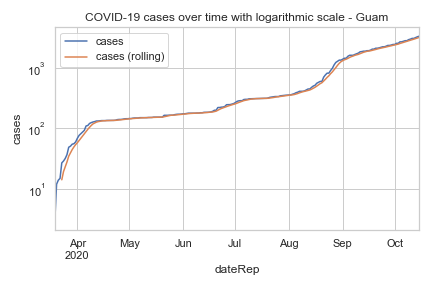 COVID-19 cases over time with logarithmic scale - Guam
cases
cases (rolling)
10³
10²
10¹
cases
Apr May Jun Jul Aug Sep Oct
2020
dateRep